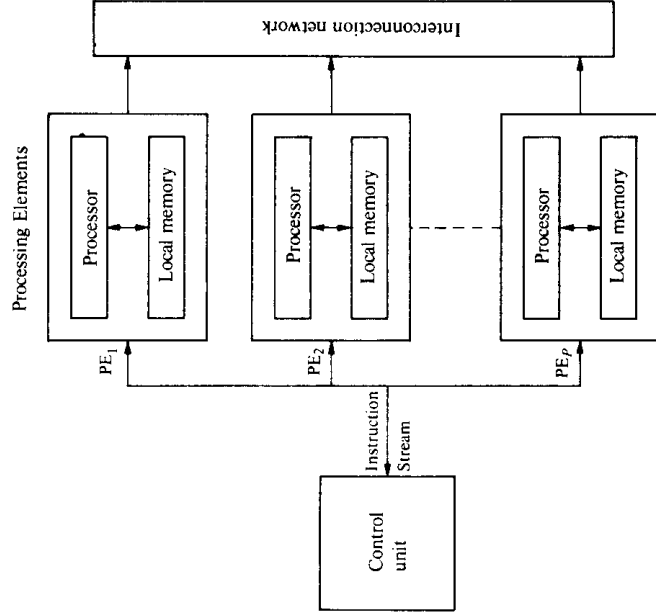 Processing Elements
PE1
Processor
Local memory
PE2
Processor
Local memory
PEP
Processor
Local memory
Interconnection network
Instruction
Stream
Control
unit